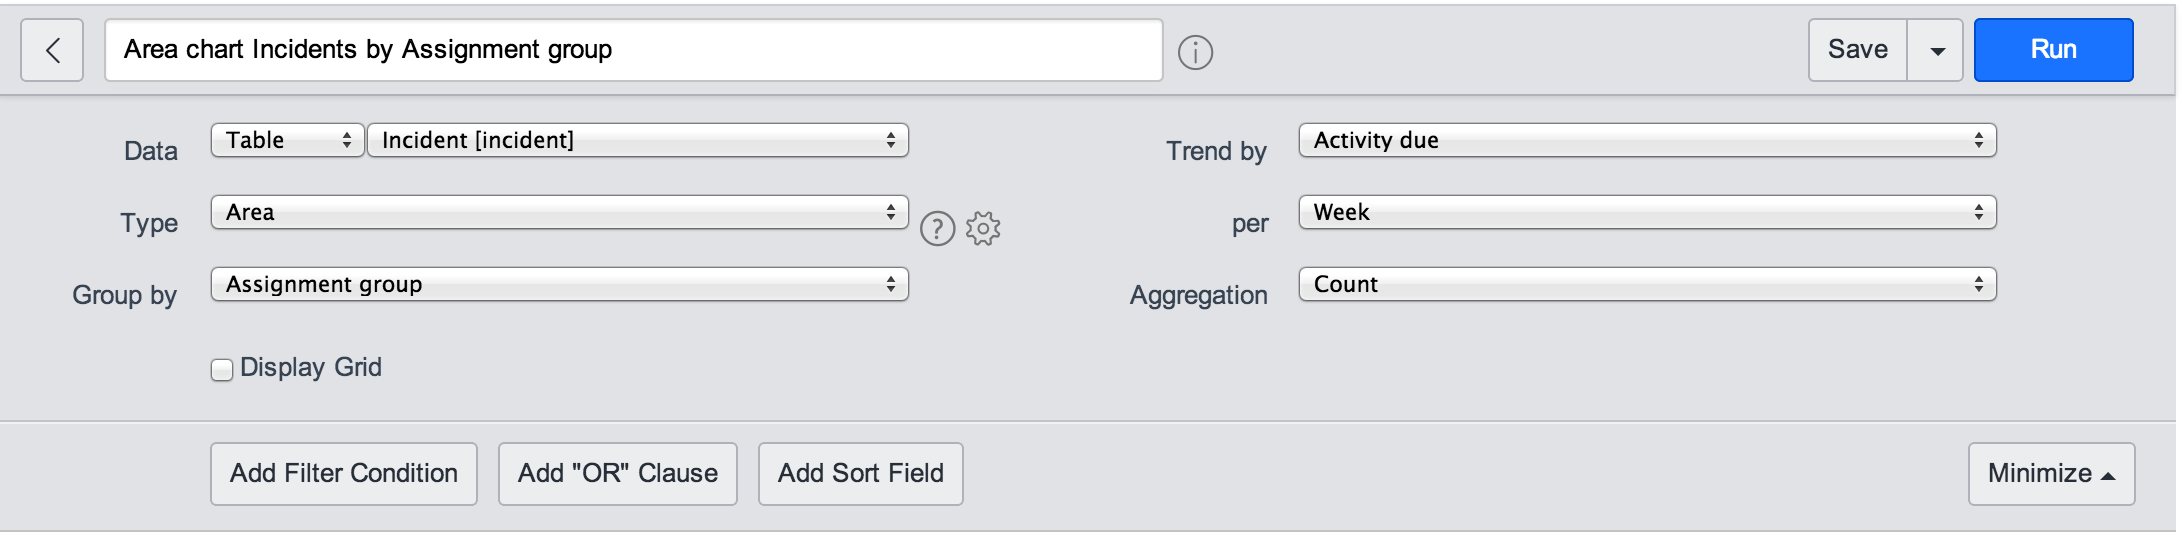 Area chart Incidents by Assignment group
Save
Run
Data
Table
Incident [incident]
Trend by
Activity due
Type
Area
per
Week
Group by
Assignment group
Aggregation
Count
Display Grid
Add Filter Condition
Add "OR" Clause
Add Sort Field
Minimize